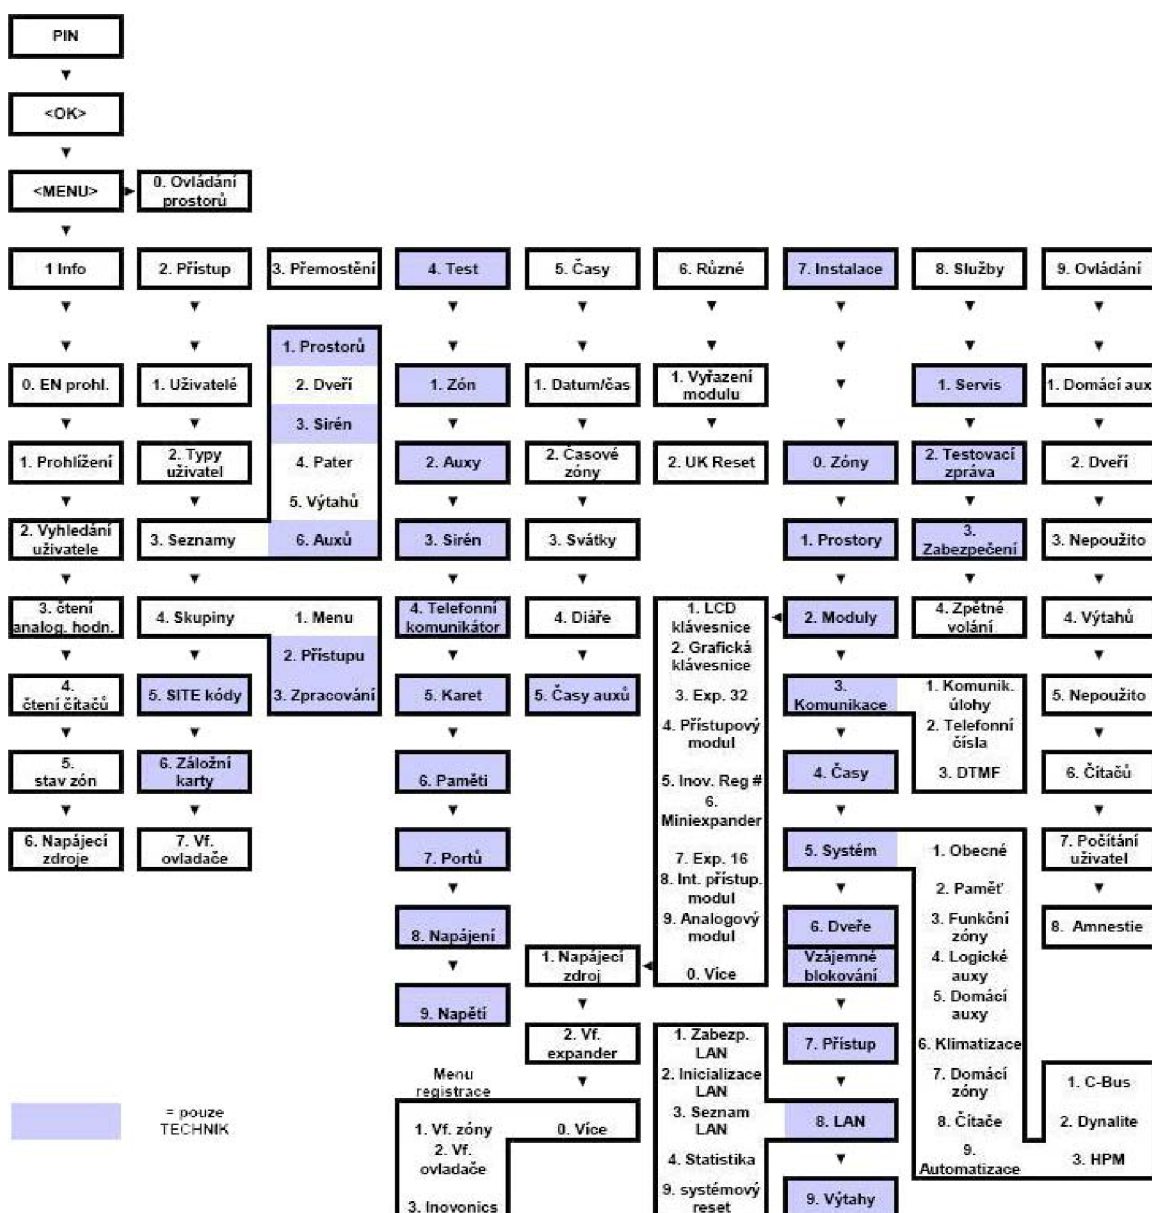 PIN
<OK>
<MENU>
0. Ovládání
prostorů
1 Info
2. Přístup
3. Přemostění
4. Test
5. Časy
6. Různé
7. Instalace
8. Služby
9. Ovládání
0. EN prohl.
1. Prohlížení
2. Vyhledání
uživatele
3. čtení
analog. hodn.
4.
čtení čítačů
5.
stav zón
6. Napájecí
zdroje
1. Uživatelé
2. Typy
uživatel
3. Seznamy
4. Skupiny
5. SITE kódy
6. Záložní
karty
7. Vf.
ovladače
1. Prostorů
2. Dveří
3. Sirén
4. Pater
5. Výtahů
6. Auxů
1. Menu
2. Přístupu
3. Zpracování
1. Zón
2. Auxy
3. Sirén
4. Telefonní
komunikátor
5. Karet
6. Paměti
7. Portů
8. Napájení
9. Napětí
1. Datum/čas
2. Časové
zóny
3. Svátky
4. Diáře
5. Časy auxů
1. Vyřazení
modulu
2. UK Reset
1. LCD
klávesnice
2. Grafická
klávesnice
3. Exp. 32
4. Přístupový
modul
5. Inov. Reg #
6.
Miniexpander
7. Exp. 16
8. Int. přístup.
modul
9. Analogový
modul
0. Více
1. Napájecí
zdroj
2. Vf.
expander
0. Více
Menu
registrace
1. Vf. zóny
2. Vf.
ovladače
3. Inovonics
0. Zóny
1. Prostory
2. Moduly
3.
Komunikace
4. Časy
5. Systém
6. Dveře
Vzájemné
blokování
7. Přístup
8. LAN
9. Výtahy
1. Zabezp.
LAN
2. Inicializace
LAN
3. Seznam
LAN
4. Statistika
9. systémový
reset
1. Servis
2. Testovací
zpráva
3.
Zabezpečení
4. Zpětné
volání
1. Komunik.
úlohy
2. Telefonní
čísla
3. DTMF
1. Obecné
2. Paměť
3. Funkční
zóny
4. Logické
auxy
5. Domácí
auxy
6. Klimatizace
7. Domácí
zóny
8. Čítače
9.
Automatizace
1. C-Bus
2. Dynalite
3. HPM
1. Domácí aux
2. Dveří
3. Nepoužito
4. Výtahů
5. Nepoužito
6. Čítačů
7. Počítání
uživatel
8. Amnestie
= pouze
TECHNIK